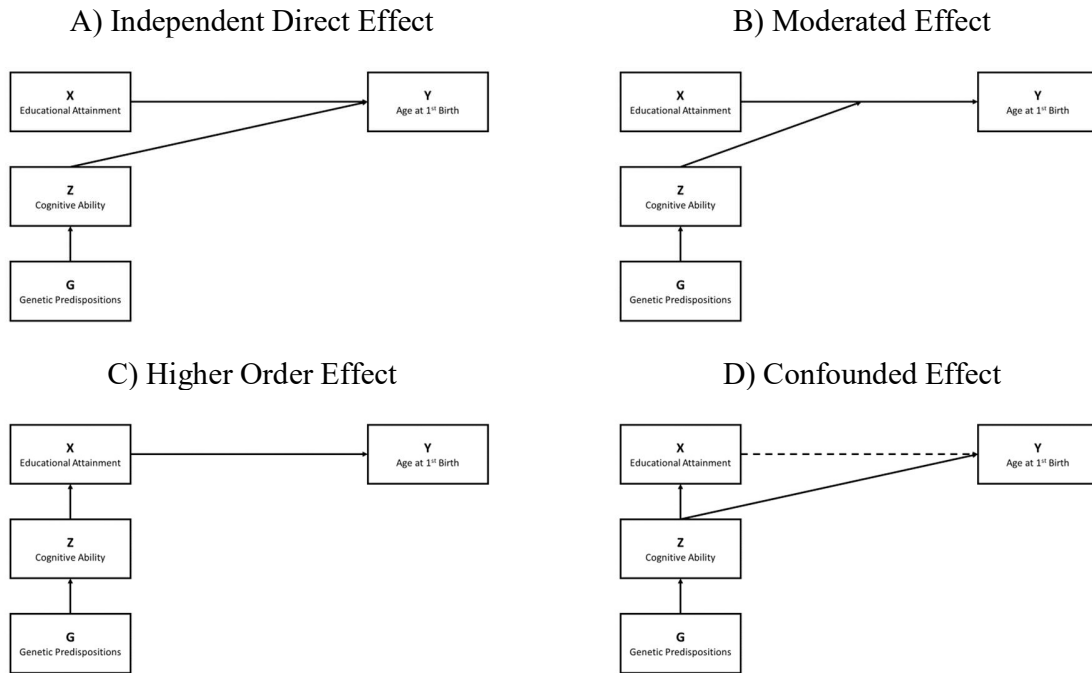 A) Independent Direct Effect
X
Educational Attainment
Y
Age at 1st Birth
Z
Cognitive Ability
G
Genetic Predispositions
B) Moderated Effect
X
Educational Attainment
Y
Age at 1st Birth
Z
Cognitive Ability
G
Genetic Predispositions
C) Higher Order Effect
X
Educational Attainment
Y
Age at 1st Birth
Z
Cognitive Ability
G
Genetic Predispositions
D) Confounded Effect
X
Educational Attainment
Y
Age at 1st Birth
Z
Cognitive Ability
G
Genetic Predispositions